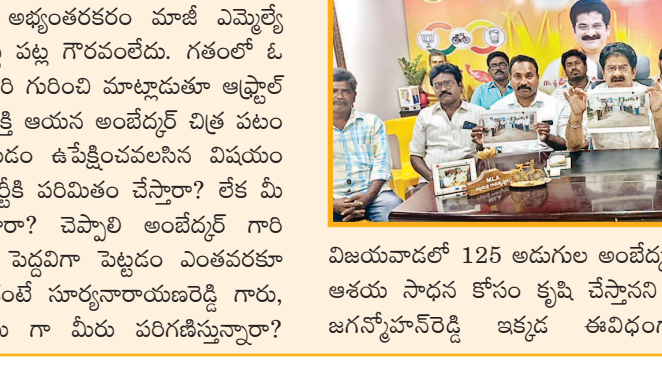 అభ్యంతరకరం మాజీ ఎమ్మెల్యే
పట్ల గౌరవంలేదు. గతంలో ఓ
గురించి మాట్లాడుతూ ఆఫ్ట్రాల్
ఆయన అంబేద్కర్ చిత్ర పటం
ఉపేక్షించవలసిన విషయం
పరిమితం చేస్తారా? లేక మీ
చెప్పాలి అంబేద్కర్ గారి
పెద్దవిగా పెట్టడం ఎంతవరకూ
సూర్యనారాయణరెడ్డి గారు,
గా మీరు పరిగణిస్తున్నారా?
MLA
విజయవాడలో 125 అడుగుల
ఆశయ సాధన కోసం కృషి చేస్తానని
జగన్మోహన్‌రెడ్డి ఇక్కడ